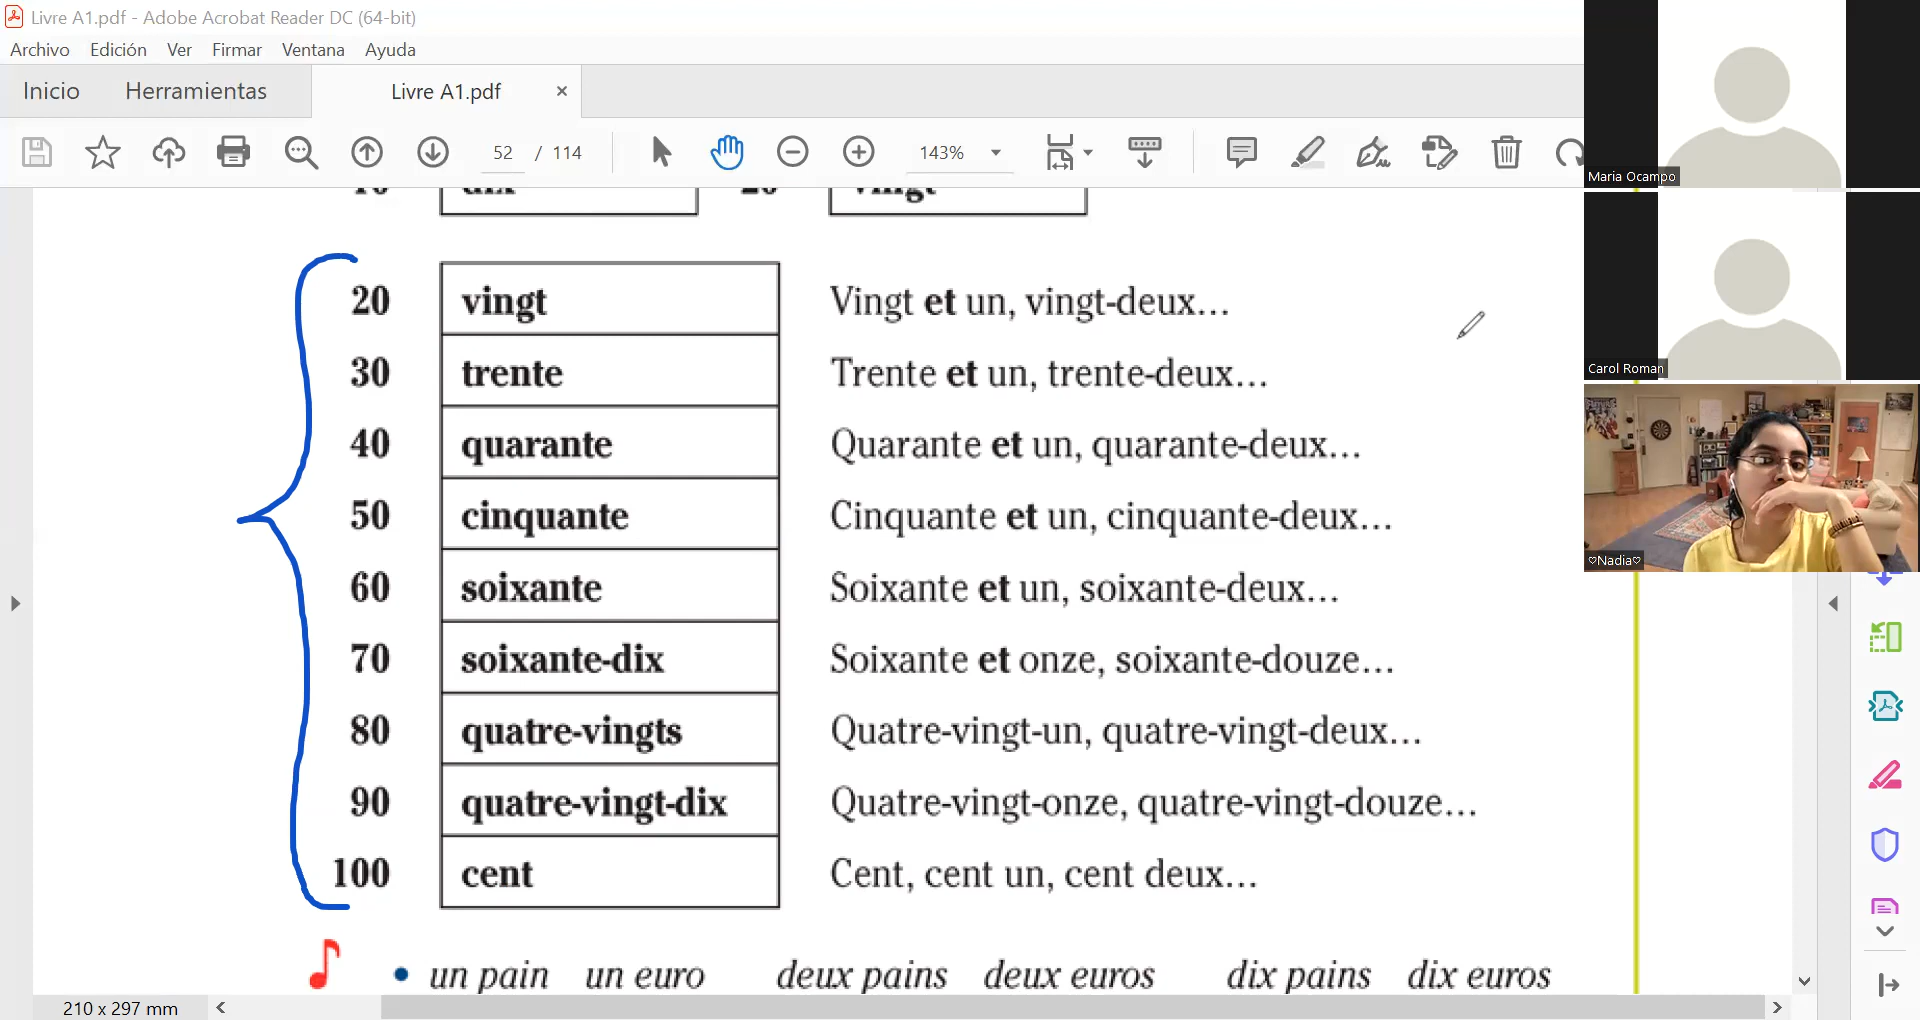 Livre A1.pdf - Adobe Acrobat Reader DC (64-bit)
Archivo Edición Ver Firmar Ventana Ayuda
Inicio Herramientas Livre A1.pdf ×
52 / 114 143%
Maria Ocampo
Carol Roman
♡Nadia♡
10 dix 20 vingt
20 vingt Vingt et un, vingt-deux...
30 trente Trente et un, trente-deux...
40 quarante Quarante et un, quarante-deux...
50 cinquante Cinquante et un, cinquante-deux...
60 soixante Soixante et un, soixante-deux...
70 soixante-dix Soixante et onze, soixante-douze...
80 quatre-vingts Quatre-vingt-un, quatre-vingt-deux...
90 quatre-vingt-dix Quatre-vingt-onze, quatre-vingt-douze...
100 cent Cent, cent un, cent deux...
• un pain un euro deux pains deux euros dix pains dix euros
210 x 297 mm